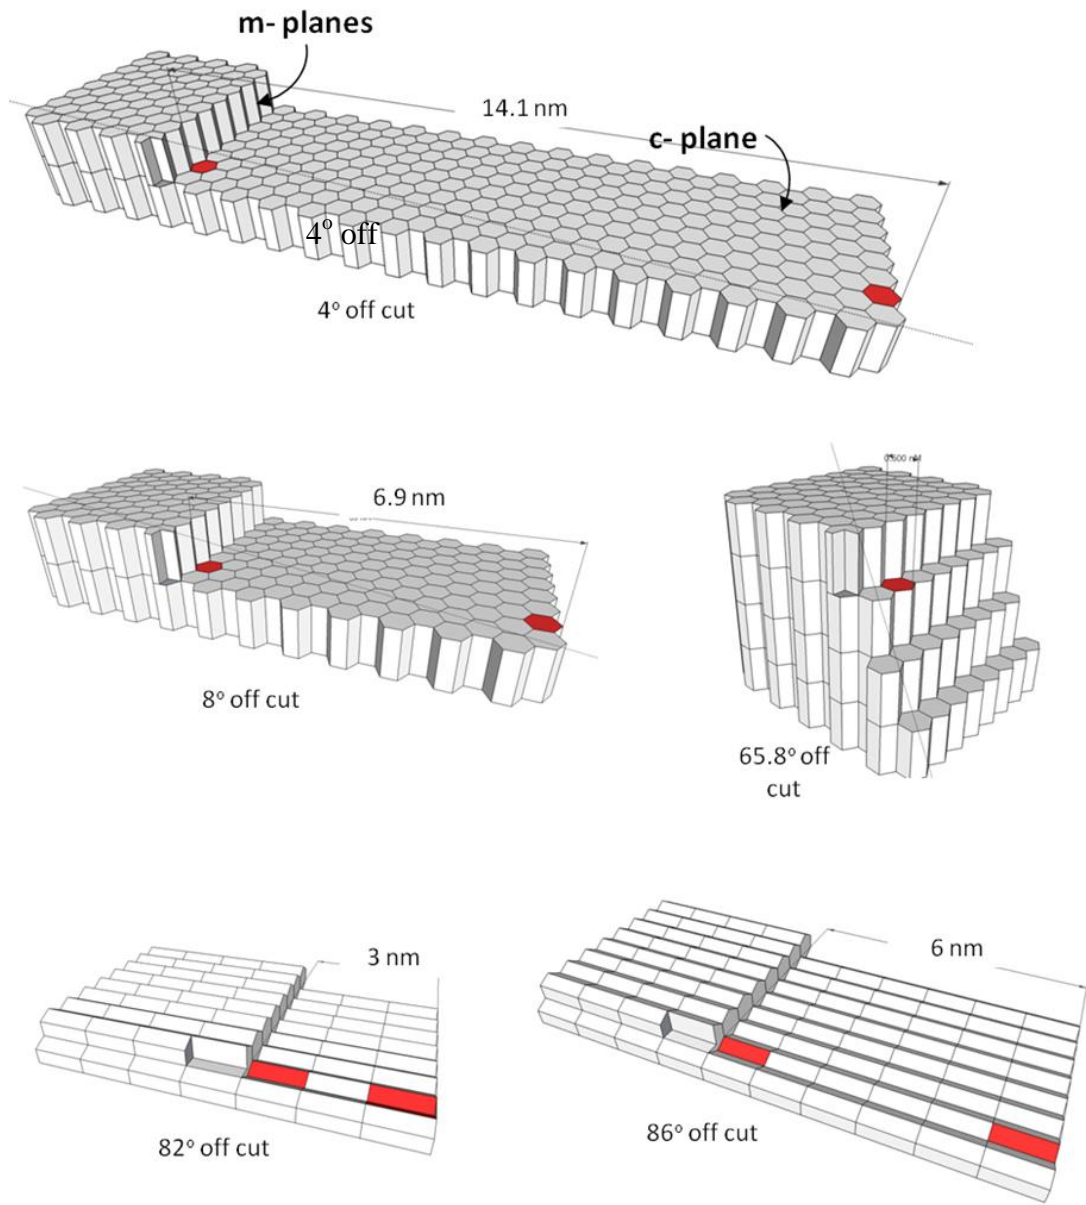 m- planes
14.1 nm
c- plane
4° off
4° off cut
6.9 nm
8° off cut
65.8° off
cut
3 nm
82° off cut
6 nm
86° off cut